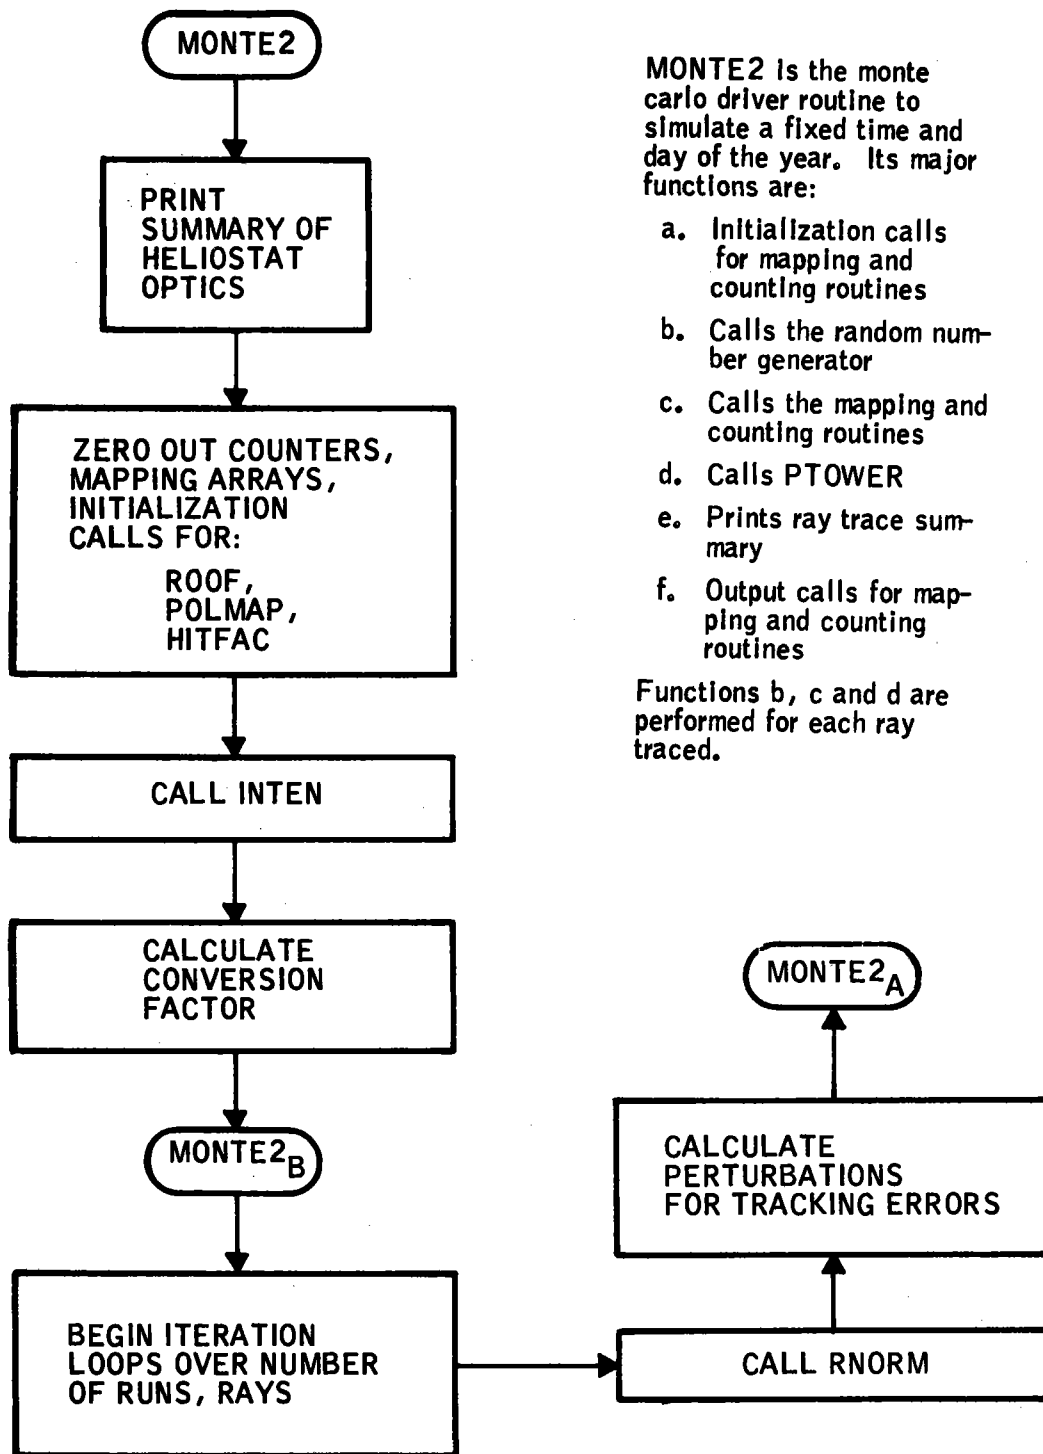 MONTE2
PRINT
SUMMARY OF
HELIOSTAT
OPTICS
ZERO OUT COUNTERS,
MAPPING ARRAYS,
INITIALIZATION
CALLS FOR:
ROOF,
POLMAP,
HITFAC
CALL INTEN
CALCULATE
CONVERSION
FACTOR
MONTE2B
BEGIN ITERATION
LOOPS OVER NUMBER
OF RUNS, RAYS
MONTE2 is the monte
carlo driver routine to
simulate a fixed time and
day of the year. Its major
functions are:
a. Initialization calls
for mapping and
counting routines
b. Calls the random num-
ber generator
c. Calls the mapping and
counting routines
d. Calls PTOWER
e. Prints ray trace sum-
mary
f. Output calls for map-
ping and counting
routines
Functions b, c and d are
performed for each ray
traced.
MONTE2A
CALCULATE
PERTURBATIONS
FOR TRACKING ERRORS
CALL RNORM